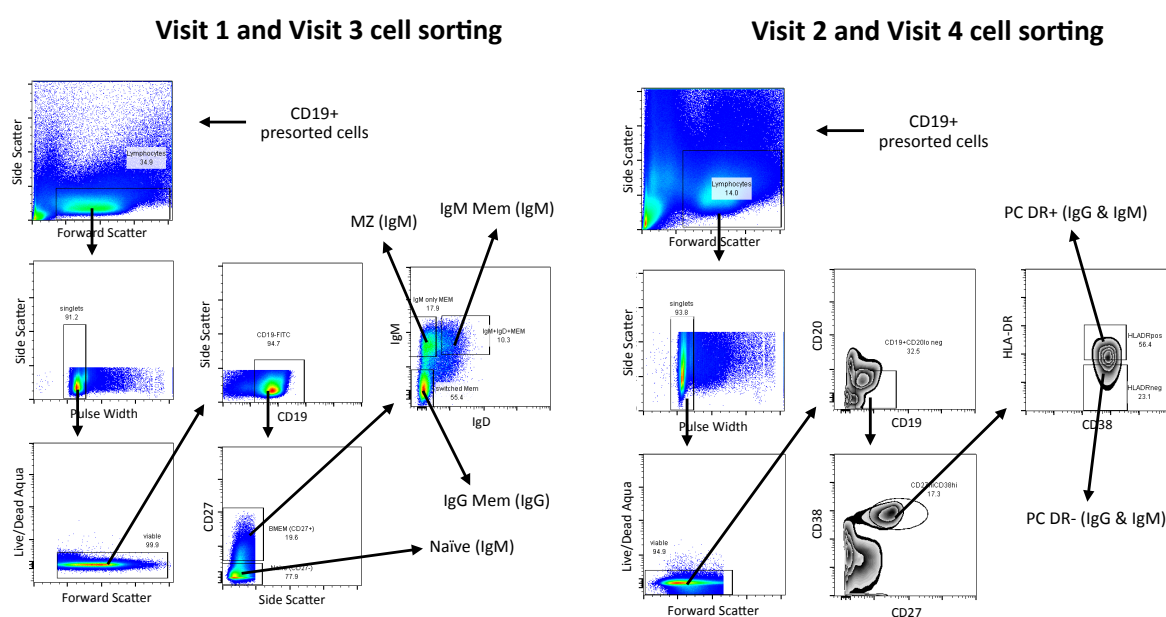 Visit 1 and Visit 3 cell sorting
Side Scatter
Lymphocytes
34.9
Forward Scatter
CD19+
presorted cells
MZ (IgM)
IgM Mem (IgM)
Side Scatter
singlets
91.2
Pulse Width
Side Scatter
CD19-FITC
94.7
CD19
IgM
IgM only MEM
17.9
IgM+IgD+MEM
10.3
switched Mem
55.4
IgD
Live/Dead Aqua
viable
99.9
Forward Scatter
CD27
BMEM (CD27+)
19.6
(CD27-)
77.9
Side Scatter
IgG Mem (IgG)
Naïve (IgM)
Visit 2 and Visit 4 cell sorting
Side Scatter
Lymphocytes
14.0
Forward Scatter
CD19+
presorted cells
PC DR+ (IgG & IgM)
Side Scatter
singlets
93.8
Pulse Width
CD20
CD19+CD20lo neg
32.5
CD19
HLA-DR
HLADRpos
56.4
HLADRneg
23.1
CD38
Live/Dead Aqua
viable
94.9
Forward Scatter
CD38
CD27hiCD38hi
17.3
CD27
PC DR- (IgG & IgM)